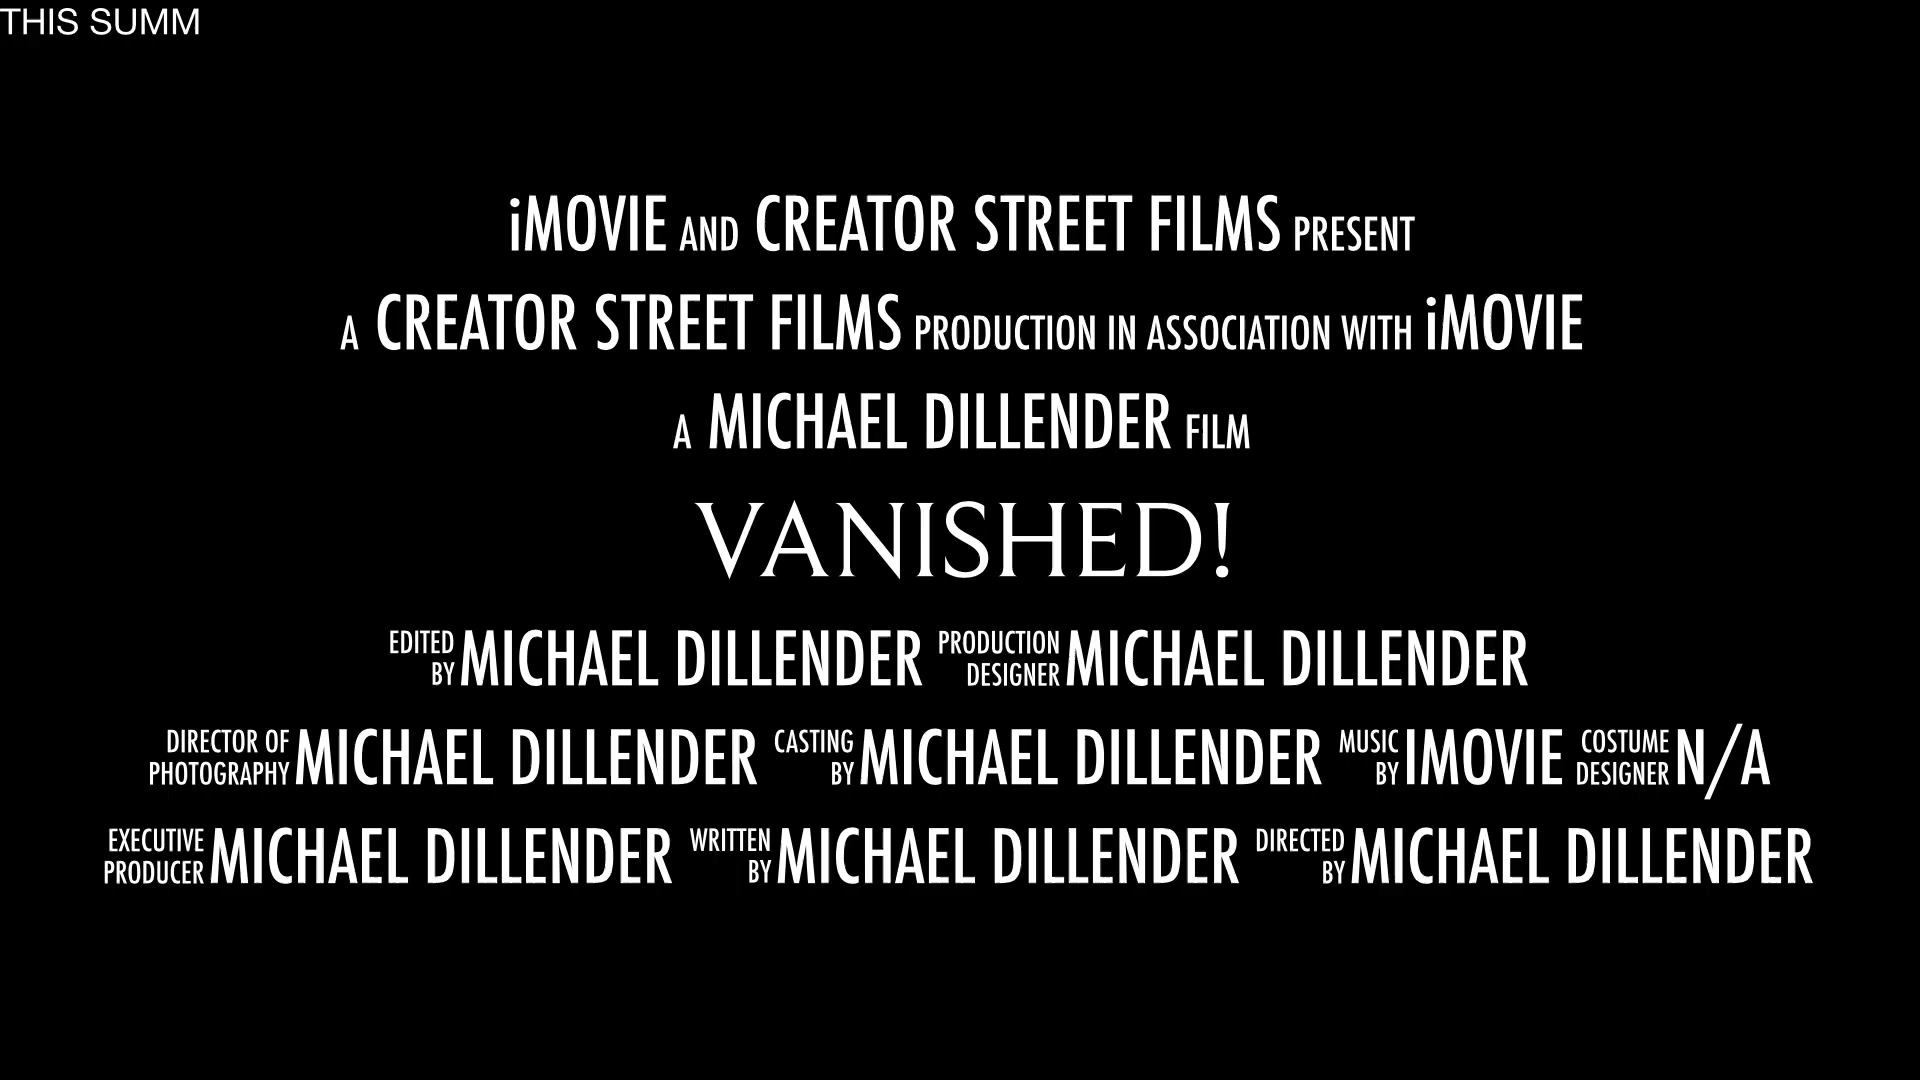 THIS SUMM
iMOVIE AND CREATOR STREET FILMS PRESENT
A CREATOR STREET FILMS PRODUCTION IN ASSOCIATION WITH iMOVIE
A MICHAEL DILLENDER FILM
VANISHED!
EDITED BY MICHAEL DILLENDER PRODUCTION DESIGNER MICHAEL DILLENDER
DIRECTOR OF PHOTOGRAPHY MICHAEL DILLENDER CASTING BY MICHAEL DILLENDER MUSIC BY IMOVIE COSTUME DESIGNER N/A
EXECUTIVE PRODUCER MICHAEL DILLENDER WRITTEN BY MICHAEL DILLENDER DIRECTED BY MICHAEL DILLENDER